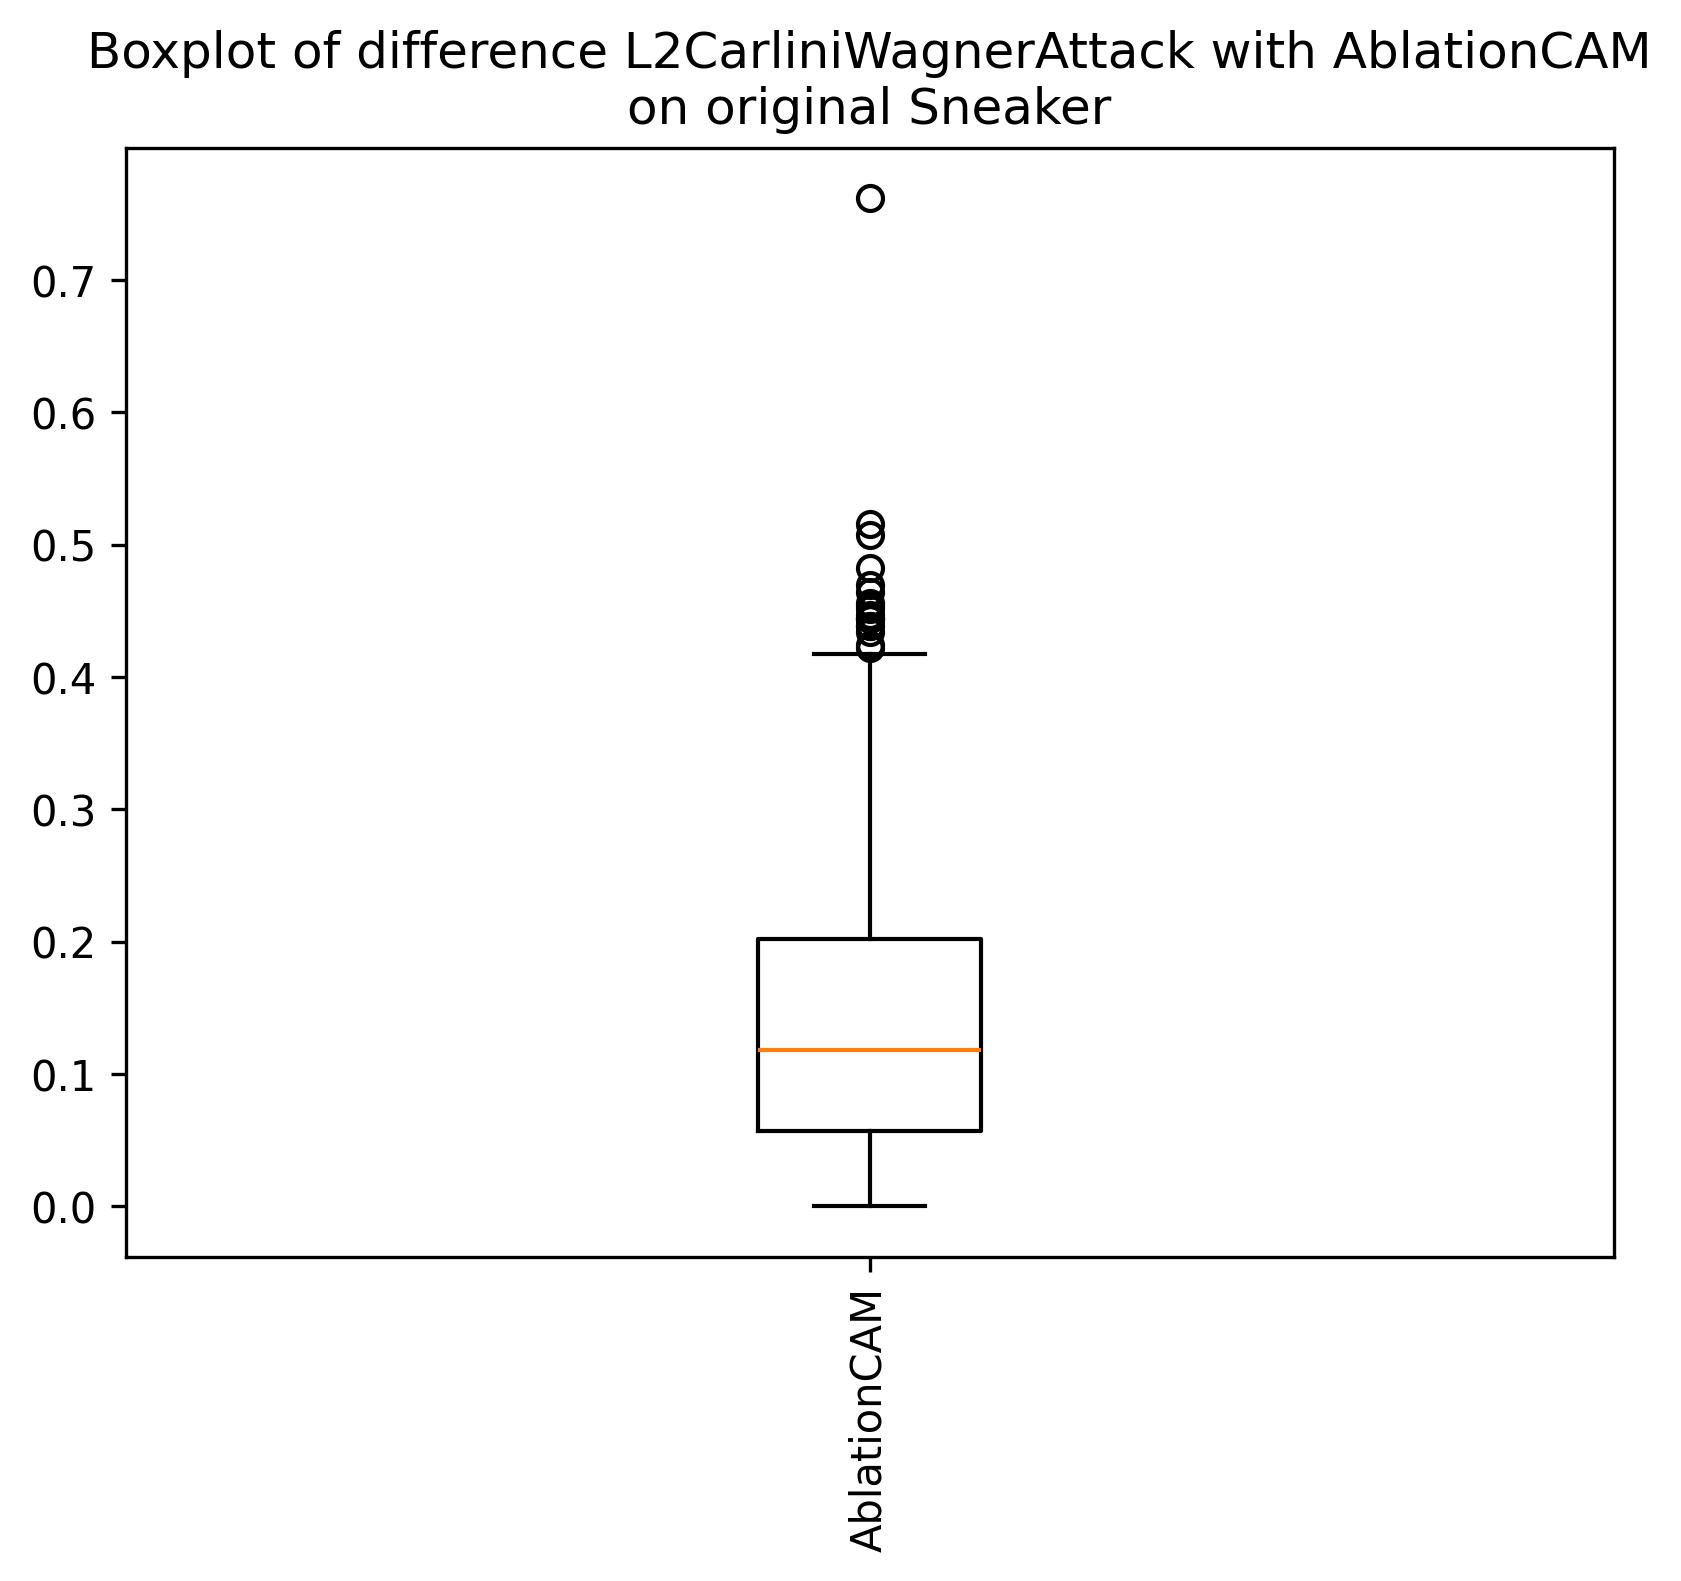 Boxplot of difference L2CarliniWagnerAttack with AblationCAM
on original Sneaker
0.7
0.6
0.5
0.4
0.3
0.2
0.1
0.0
AblationCAM